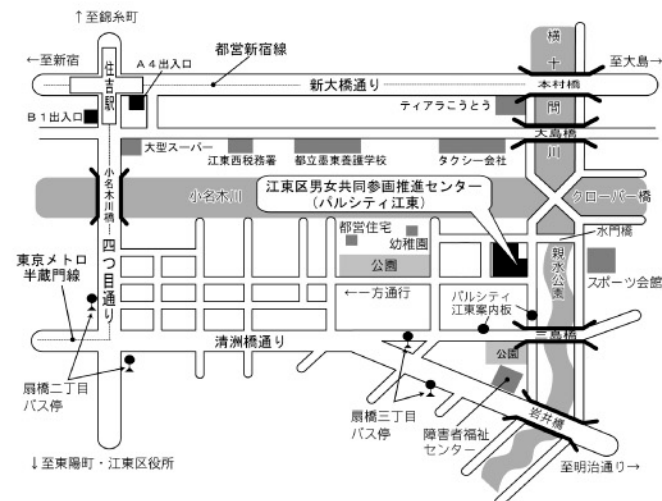 ↑至錦糸町
←至新宿
都営新宿線
至大島→
A4出入口
住吉駅
新大橋通り
本村橋
横十間川
ティアラこうとう
B1出入口
大島橋
大型スーパー
江東西税務署
都立墨東養護学校
タクシー会社
小名木川橋
小名木川
江東区男女共同参画推進センター
(パルシティ江東)
クローバー橋
都営住宅
幼稚園
水門橋
東京メトロ
半蔵門線
四つ目通り
公園
親水公園
スポーツ会館
←一方通行
パルシティ
江東案内板
清洲橋通り
三島橋
公園
扇橋二丁目
バス停
扇橋三丁目
バス停
障害者福祉
センター
岩井橋
↓至東陽町・江東区役所
至明治通り→